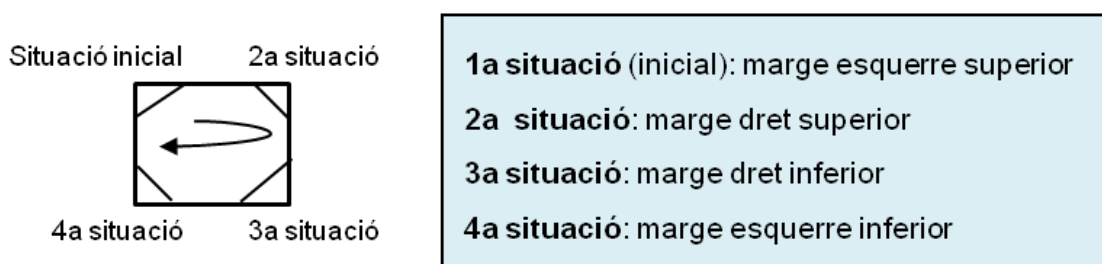 Situació inicial 2a situació
4a situació 3a situació
1a situació (inicial): marge esquerre superior
2a situació: marge dret superior
3a situació: marge dret inferior
4a situació: marge esquerre inferior